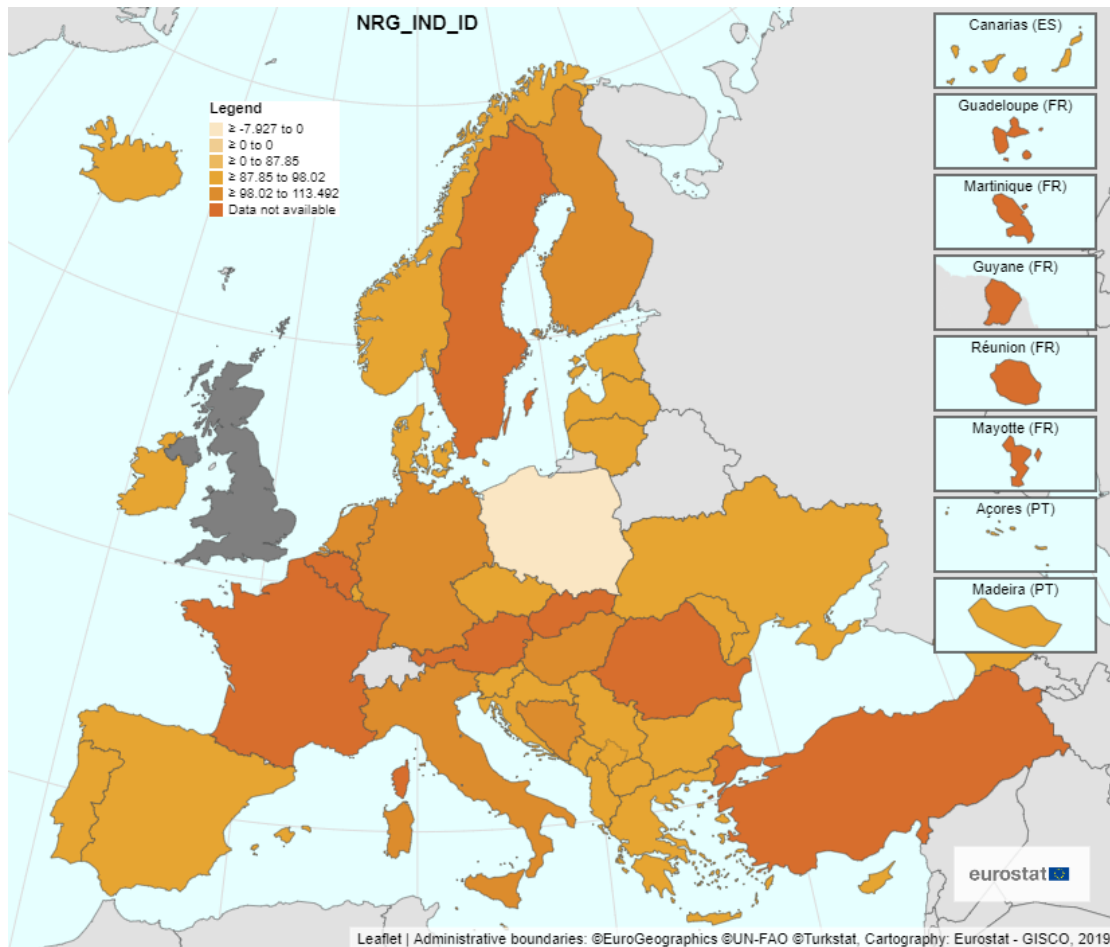 NRG_IND_ID
Legend
≥ -7.927 to 0
≥ 0 to 0
≥ 0 to 87.85
≥ 87.85 to 98.02
≥ 98.02 to 113.492
Data not available
Canarias (ES)
Guadeloupe (FR)
Martinique (FR)
Guyane (FR)
Réunion (FR)
Mayotte (FR)
Açores (PT)
Madeira (PT)
eurostat
Leaflet | Administrative boundaries: ©EuroGeographics ©UN-FAO ©Turkstat, Cartography: Eurostat - GISCO, 2019